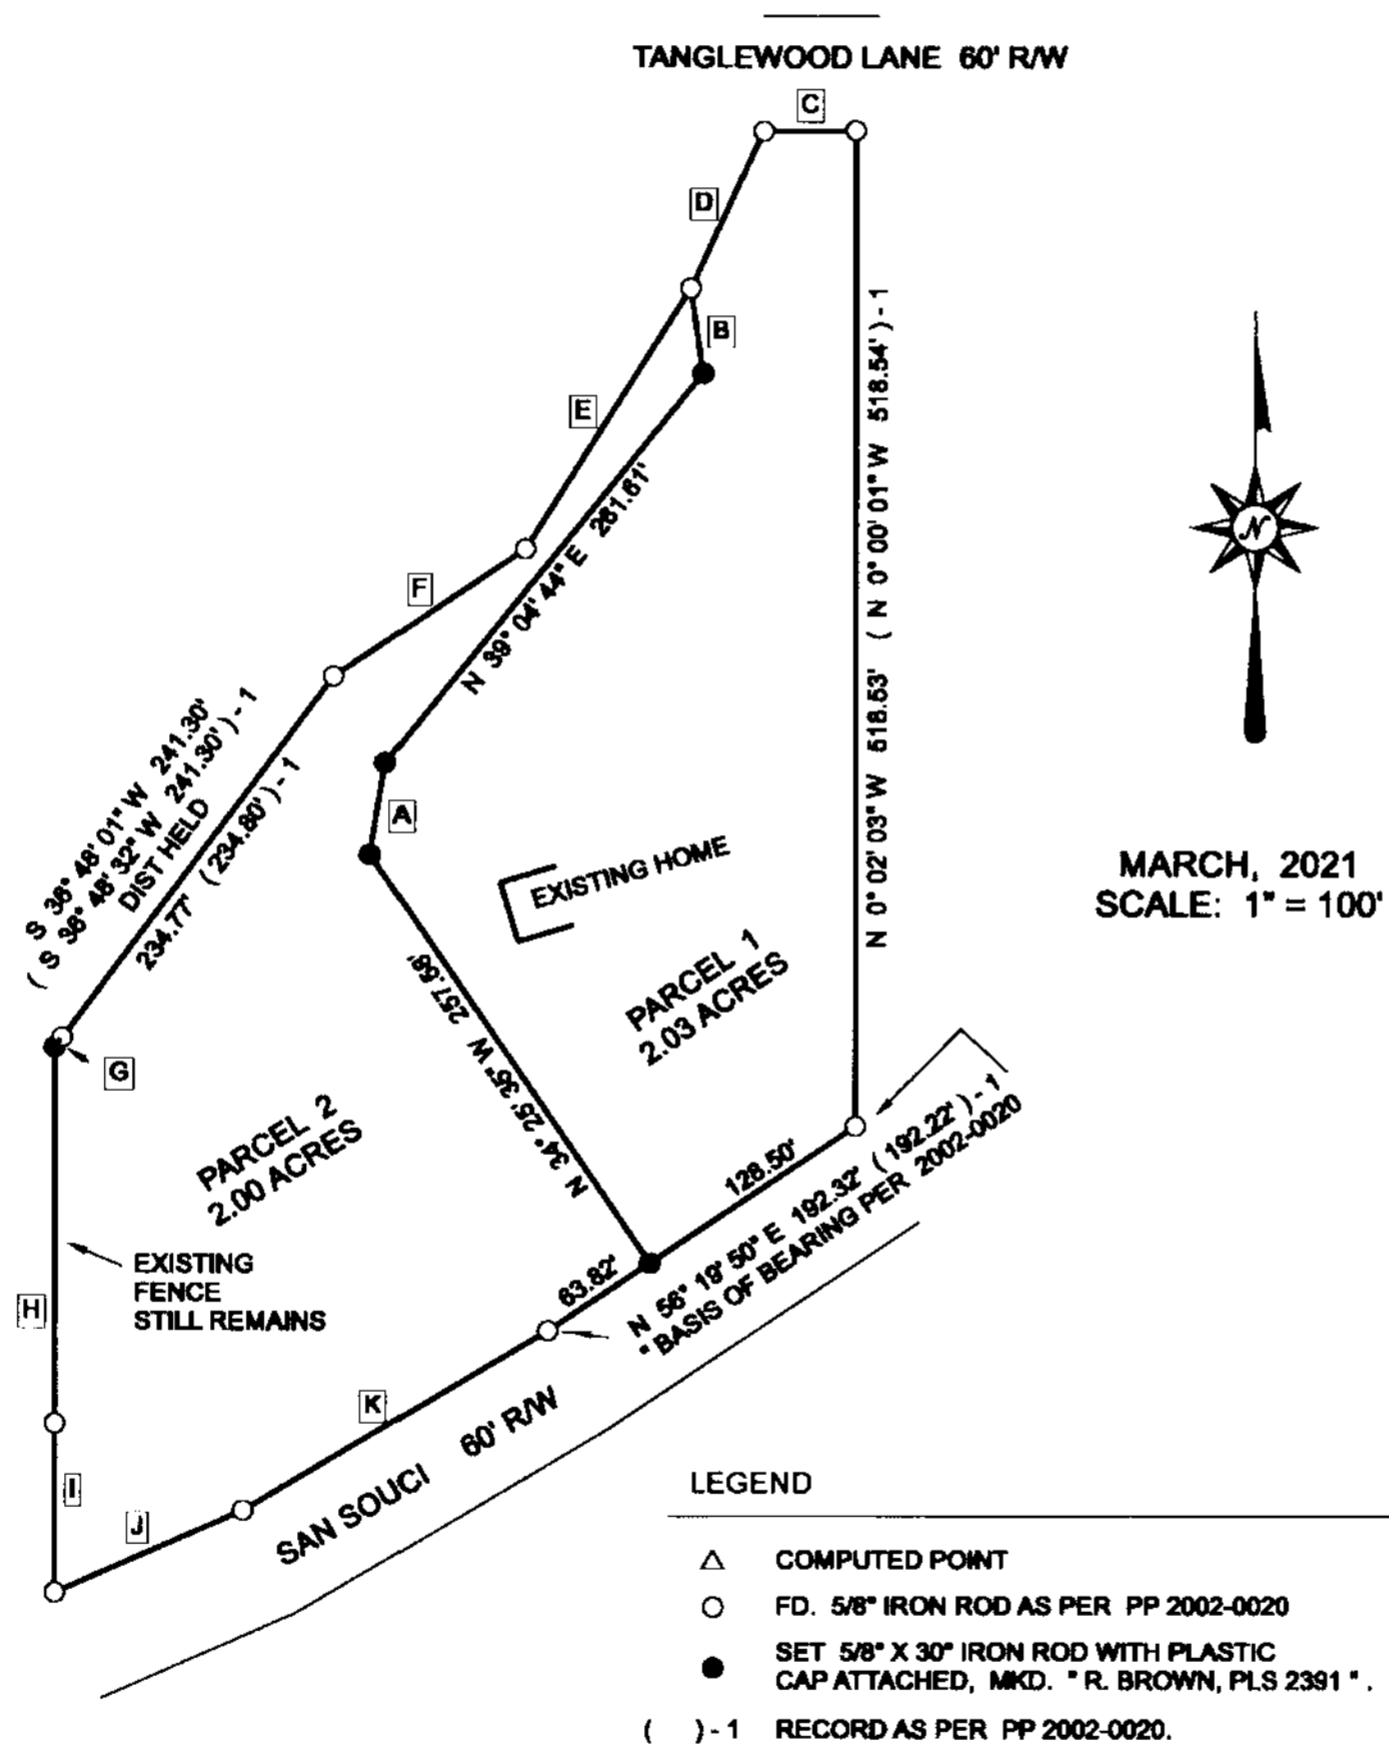 TANGLEWOOD LANE 60' R/W
C
D
B
E
N 39° 04' 44" E 261.61'
F
N 0° 02' 03" W 518.53' ( N 0° 00' 01" W 518.54' ) - 1
S 36° 48' 01" W 241.30'
( S 36° 48' 32" W 241.30' ) - 1
DIST HELD
234.77' ( 234.80' ) - 1
A
EXISTING HOME
N
MARCH, 2021
SCALE: 1" = 100'
PARCEL 1
2.03 ACRES
N 34° 25' 35" W 257.58'
G
PARCEL 2
2.00 ACRES
128.50'
63.82'
N 56° 19' 50" E 192.32' ( 192.22' ) - 1
" BASIS OF BEARING PER 2002-0020
EXISTING
FENCE
STILL REMAINS
H
K
I
J
SAN SOUCI 60' R/W
LEGEND
COMPUTED POINT
FD. 5/8" IRON ROD AS PER PP 2002-0020
SET 5/8" X 30" IRON ROD WITH PLASTIC
CAP ATTACHED, MKD. " R. BROWN, PLS 2391 " .
( ) - 1 RECORD AS PER PP 2002-0020.